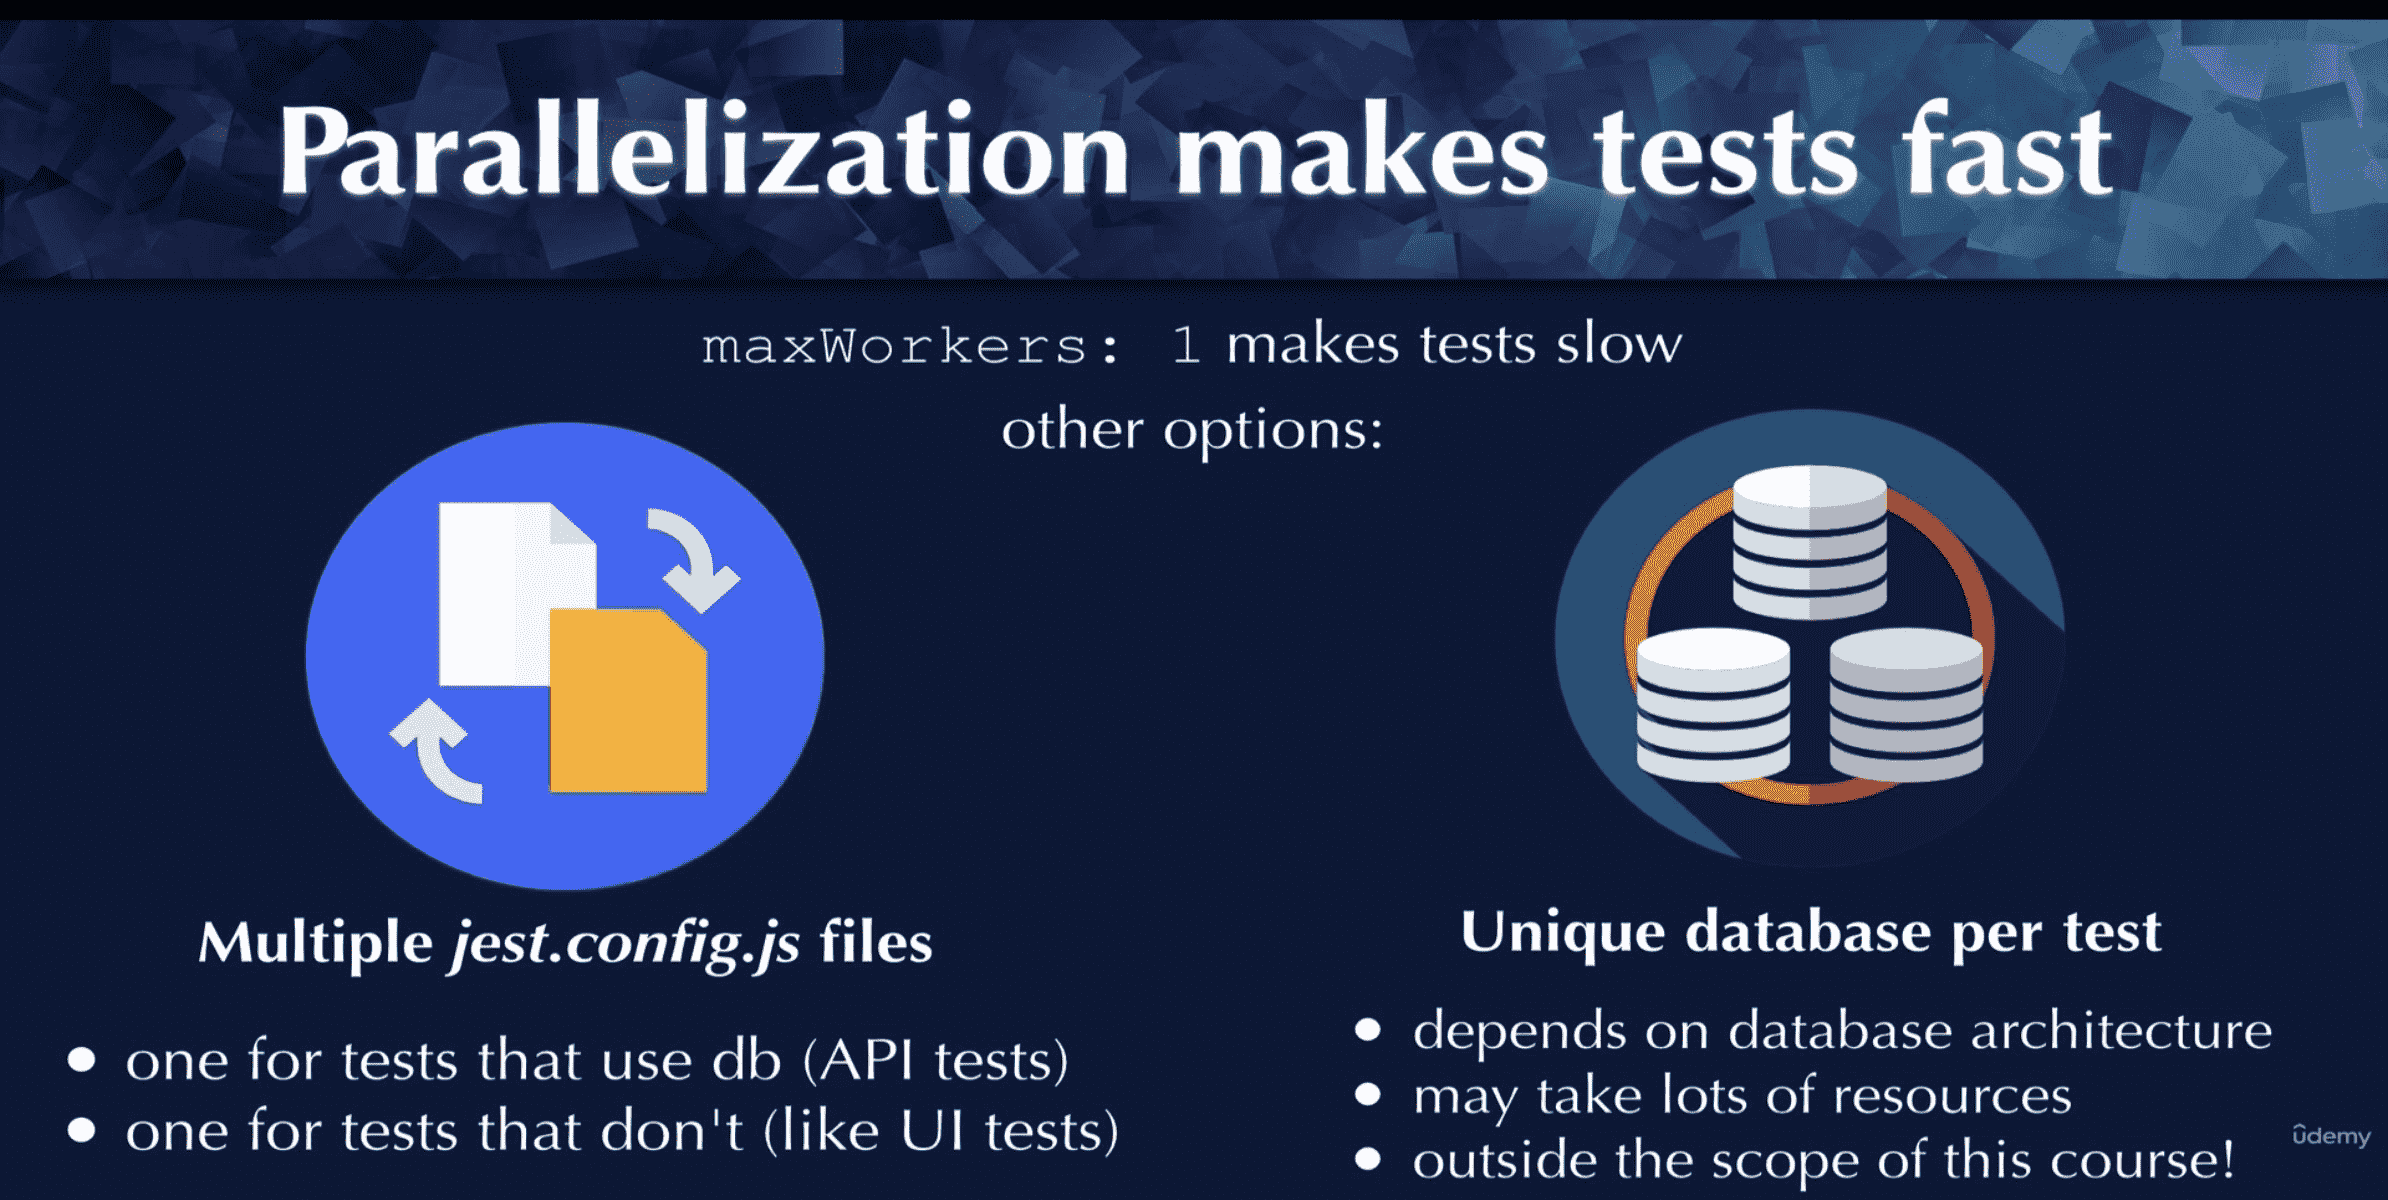 Parallelization makes tests fast
maxWorkers: 1 makes tests slow
other options:
Multiple jest.config.js files
one for tests that use db (API tests)
one for tests that don't (like UI tests)
Unique database per test
depends on database architecture
may take lots of resources
outside the scope of this course!
ûdemy